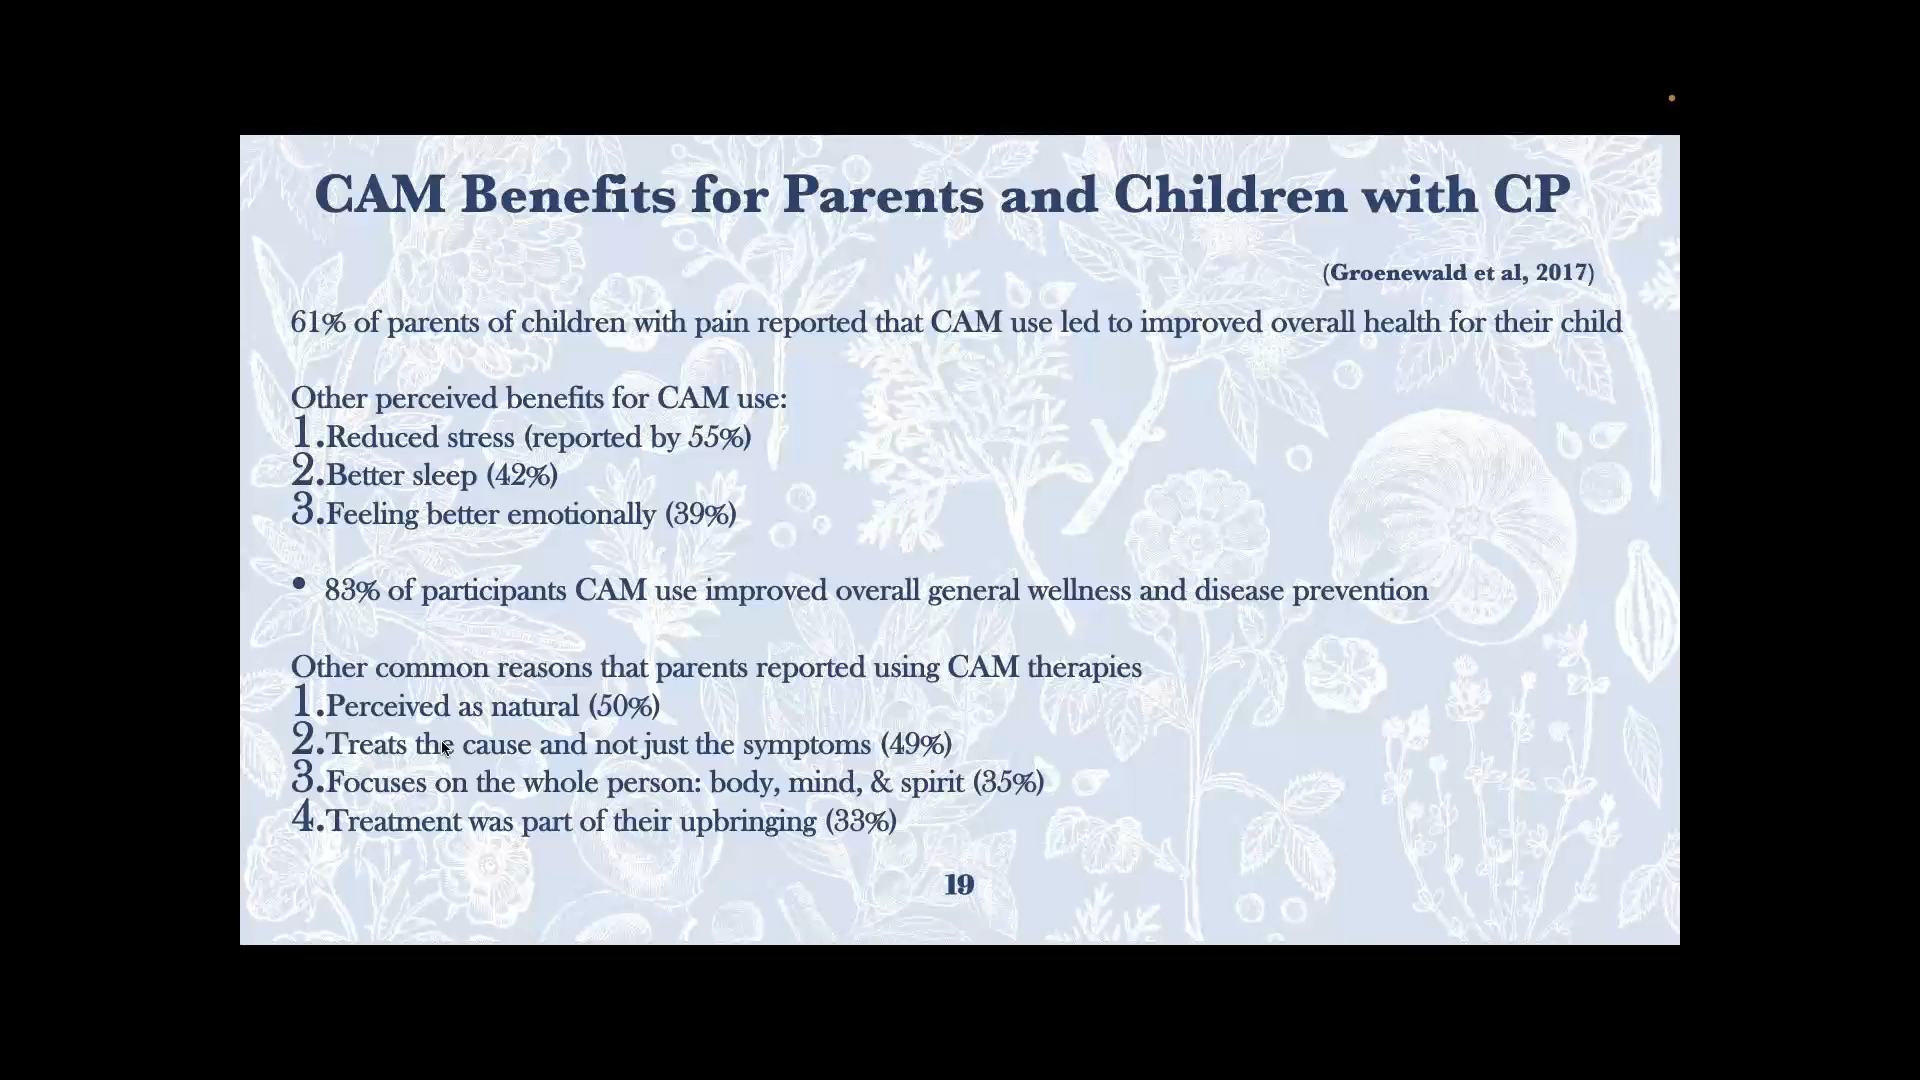 CAM Benefits for Parents and Children with CP
(Groenewald et al, 2017)
61% of parents of children with pain reported that CAM use led to improved overall health for their child
Other perceived benefits for CAM use:
1.Reduced stress (reported by 55%)
2.Better sleep (42%)
3.Feeling better emotionally (39%)
• 83% of participants CAM use improved overall general wellness and disease prevention
Other common reasons that parents reported using CAM therapies
1.Perceived as natural (50%)
2.Treats the cause and not just the symptoms (49%)
3.Focuses on the whole person: body, mind, & spirit (35%)
4.Treatment was part of their upbringing (33%)
19